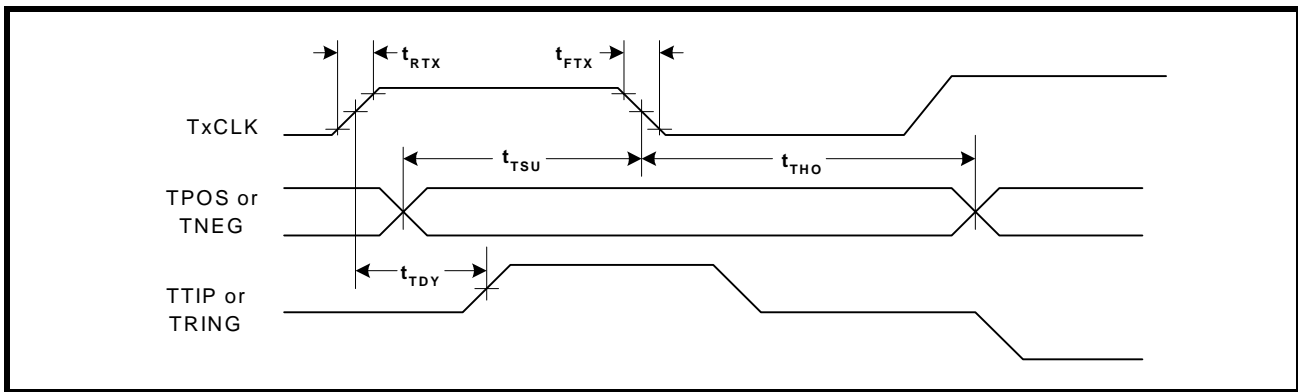 tRTX
tFTX
TxCLK
tTSU
tTHO
TPOS or
TNEG
tTDY
TTIP or
TRING